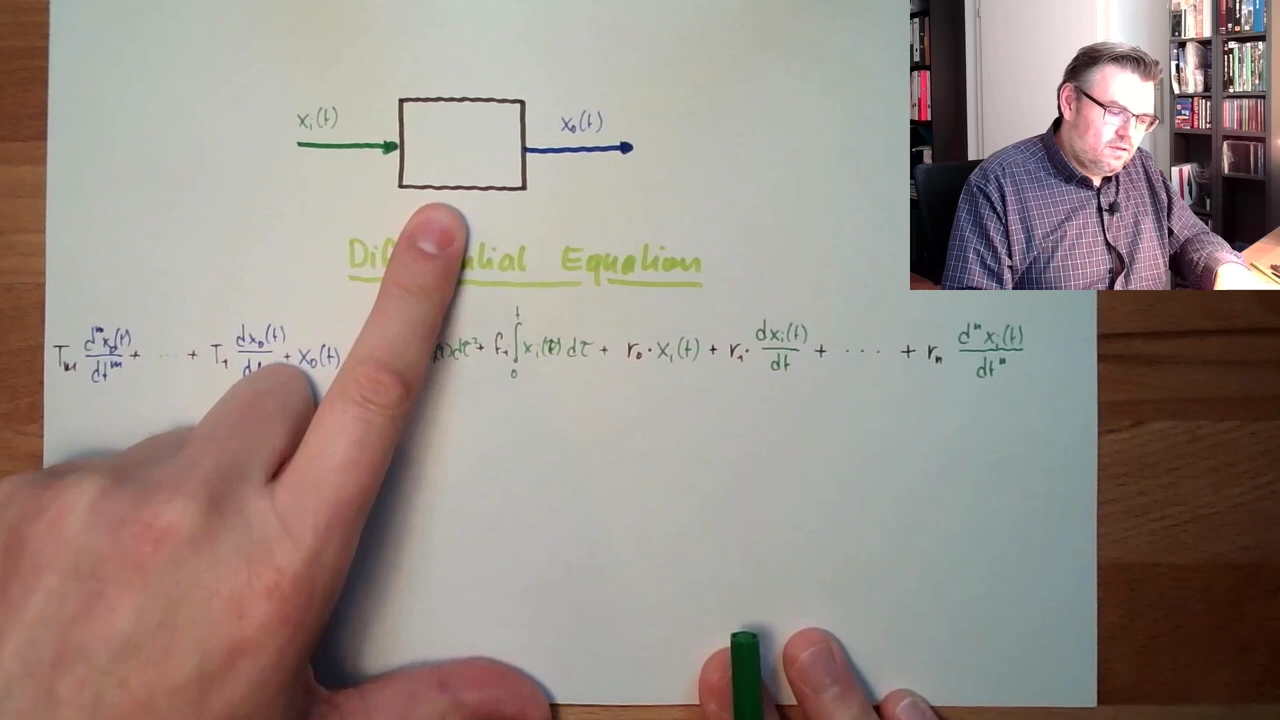 xᵢ(t) x₀(t)
Dif ntial Equation
Tₘ dᵐx₀(t)/dtᵐ + ···· + T₁ dx₀(t)/dt + x₀(t) (τ)dτ² + f₁ ∫₀ᵗ xᵢ(τ) dτ + r₀ · xᵢ(t) + r₁ · dxᵢ(t)/dt + ···· + rₙ dⁿxᵢ(t)/dtⁿ